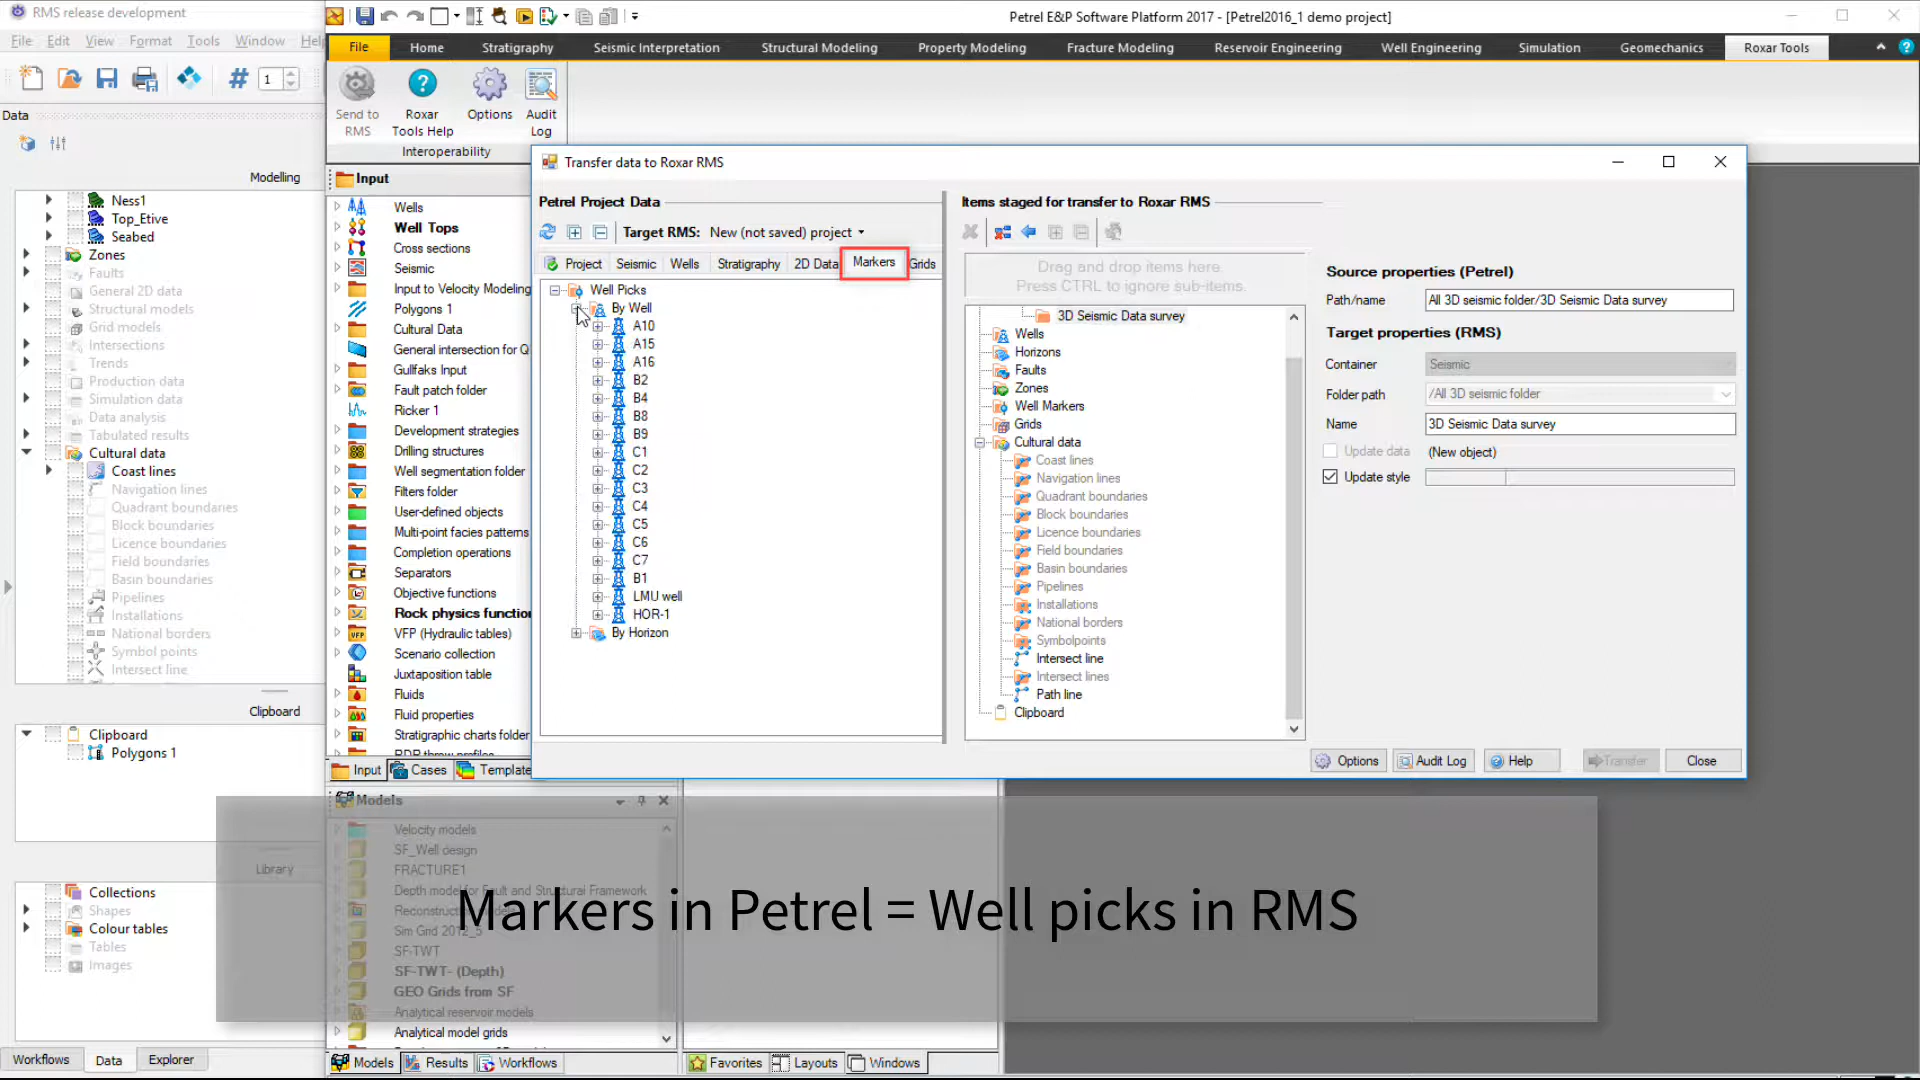 RMS release development
File Edit View Format Tools Window Help
1
Data
Modelling
Ness1
Top_Etive
Seabed
Zones
Faults
General 2D data
Structural models
Grid models
Intersections
Trends
Production data
Simulation data
Data analysis
Tabulated results
Cultural data
Coast lines
Navigation lines
Quadrant boundaries
Block boundaries
Licence boundaries
Field boundaries
Basin boundaries
Pipelines
Installations
National borders
Symbol points
Intersect line
Clipboard
Clipboard
Polygons 1
Library
Collections
Shapes
Colour tables
Tables
Images
Workflows Data Explorer
Petrel E&P Software Platform 2017 - [Petrel2016_1 demo project]
File Home Stratigraphy Seismic Interpretation Structural Modeling Property Modeling Fracture Modeling Reservoir Engineering Well Engineering Simulation Geomechanics Roxar Tools
Send to RMS
Roxar Tools Help
Options
Audit Log
Interoperability
Input
Wells
Well Tops
Cross sections
Seismic
Input to Velocity Modeling
Polygons 1
Cultural Data
General intersection for Q
Gullfaks Input
Fault patch folder
Ricker 1
Development strategies
Drilling structures
Well segmentation folder
Filters folder
User-defined objects
Multi-point facies patterns
Completion operations
Separators
Objective functions
Rock physics function
VFP (Hydraulic tables)
Scenario collection
Juxtaposition table
Fluids
Fluid properties
Stratigraphic charts folder
Input Cases Template
Models
Velocity models
SF_Well design
FRACTURE1
Depth model for Fault and Structural Framework
Sim Grid 2012_5
SF-TWT
SF-TWT- (Depth)
GEO Grids from SF
Analytical reservoir models
Analytical model grids
Models Results Workflows
Favorites Layouts Windows
Transfer data to Roxar RMS
Petrel Project Data
Target RMS: New (not saved) project
Project Seismic Wells Stratigraphy 2D Data Markers Grids
Well Picks
By Well
A10
A15
A16
B2
B4
B8
B9
C1
C2
C3
C4
C5
C6
C7
B1
LMU well
HOR-1
By Horizon
Items staged for transfer to Roxar RMS
Drag and drop items here.
Press CTRL to ignore sub-items.
3D Seismic Data survey
Wells
Horizons
Faults
Zones
Well Markers
Grids
Cultural data
Coast lines
Navigation lines
Quadrant boundaries
Block boundaries
Licence boundaries
Field boundaries
Basin boundaries
Pipelines
Installations
National borders
Symbolpoints
Intersect line
Intersect lines
Path line
Clipboard
Source properties (Petrel)
Path/name All 3D seismic folder/3D Seismic Data survey
Target properties (RMS)
Container Seismic
Folder path /All 3D seismic folder
Name 3D Seismic Data survey
Update data (New object)
Update style
Options Audit Log Help Transfer Close
Markers in Petrel = Well picks in RMS